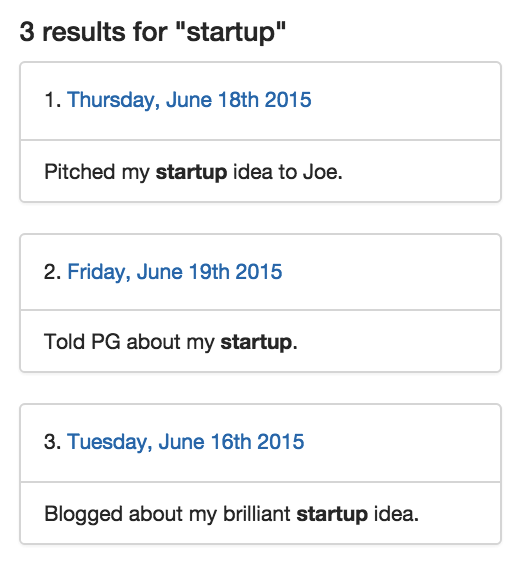 3 results for "startup"
1. Thursday, June 18th 2015
Pitched my startup idea to Joe.
2. Friday, June 19th 2015
Told PG about my startup.
3. Tuesday, June 16th 2015
Blogged about my brilliant startup idea.